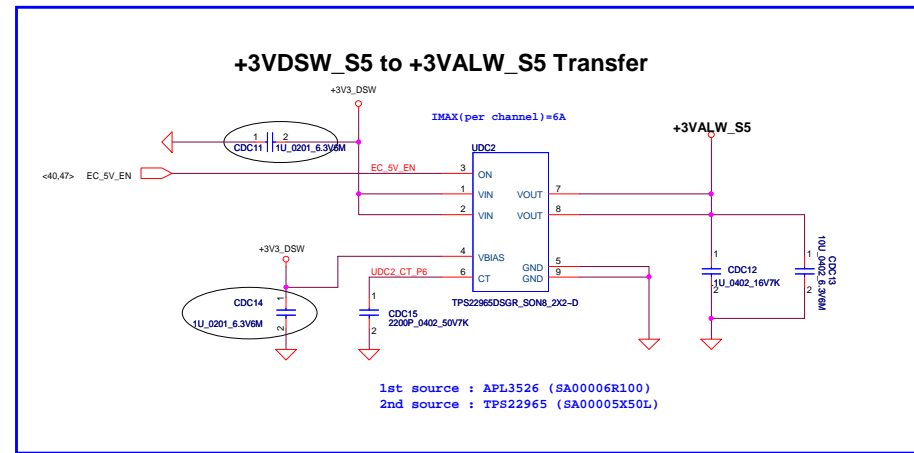 +3VDSW_S5 to +3VALW_S5 Transfer
+3V3_DSW
IMAX(per channel)=6A
+3VALW_S5
1 2
CDC11 1U_0201_6.3V6M
UDC2
<40,47> EC_5V_EN
EC_5V_EN 3 ON
1 VIN VOUT 7
2 VIN VOUT 8
+3V3_DSW
4 VBIAS
GND 5
UDC2_CT_P6 6 CT
GND 9
TPS22965DSGR_SON8_2X2-D
1
CDC14
1U_0201_6.3V6M
2
1
CDC15
2200P_0402_50V7K
2
1
CDC12
.1U_0402_16V7K
2
1
CDC13
10U_0402_6.3V6M
2
1st source : APL3526 (SA00006R100)
2nd source : TPS22965 (SA00005X50L)